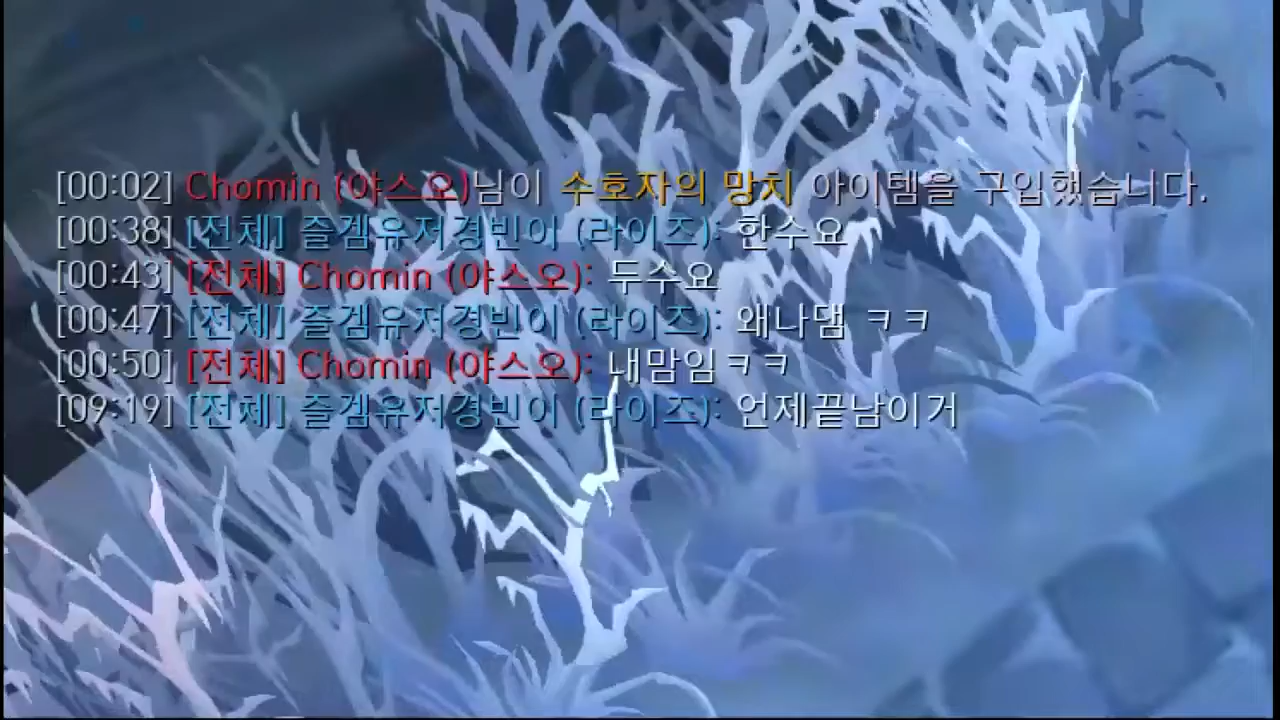 [00:02] Chomin (야스오)님이 수호자의 망치 아이템을 구입했습니다.
[00:38] [전체] 즐겜유저경빈이 (라이즈): 한수요
[00:43] [전체] Chomin (야스오): 두수요
[00:47] [전체] 즐겜유저경빈이 (라이즈): 왜나댐 ㅋㅋ
[00:50] [전체] Chomin (야스오): 내맘임ㅋㅋ
[09:19] [전체] 즐겜유저경빈이 (라이즈): 언제끝남이거